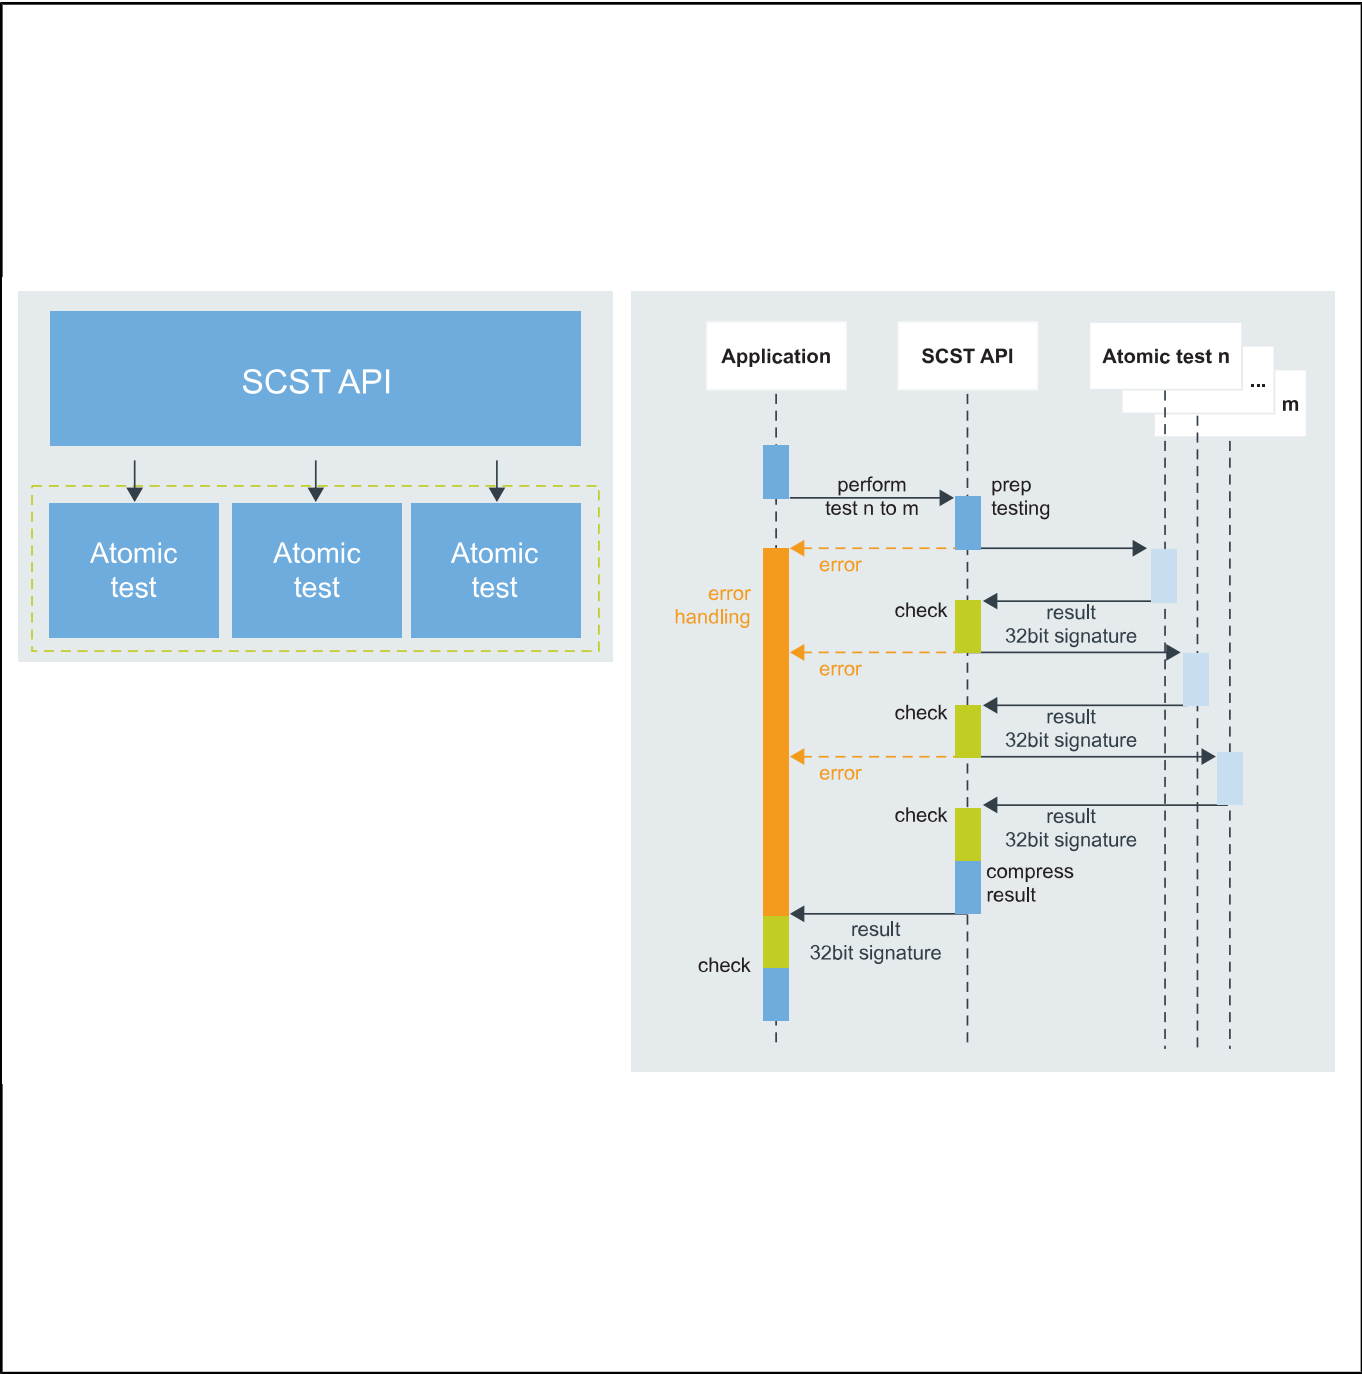 SCST API
Atomic
test
Atomic
test
Atomic
test
Application
SCST API
Atomic test n
...
m
perform
test n to m
prep
testing
error
error
handling
check
result
32bit signature
error
check
result
32bit signature
error
check
result
32bit signature
compress
result
result
32bit signature
check